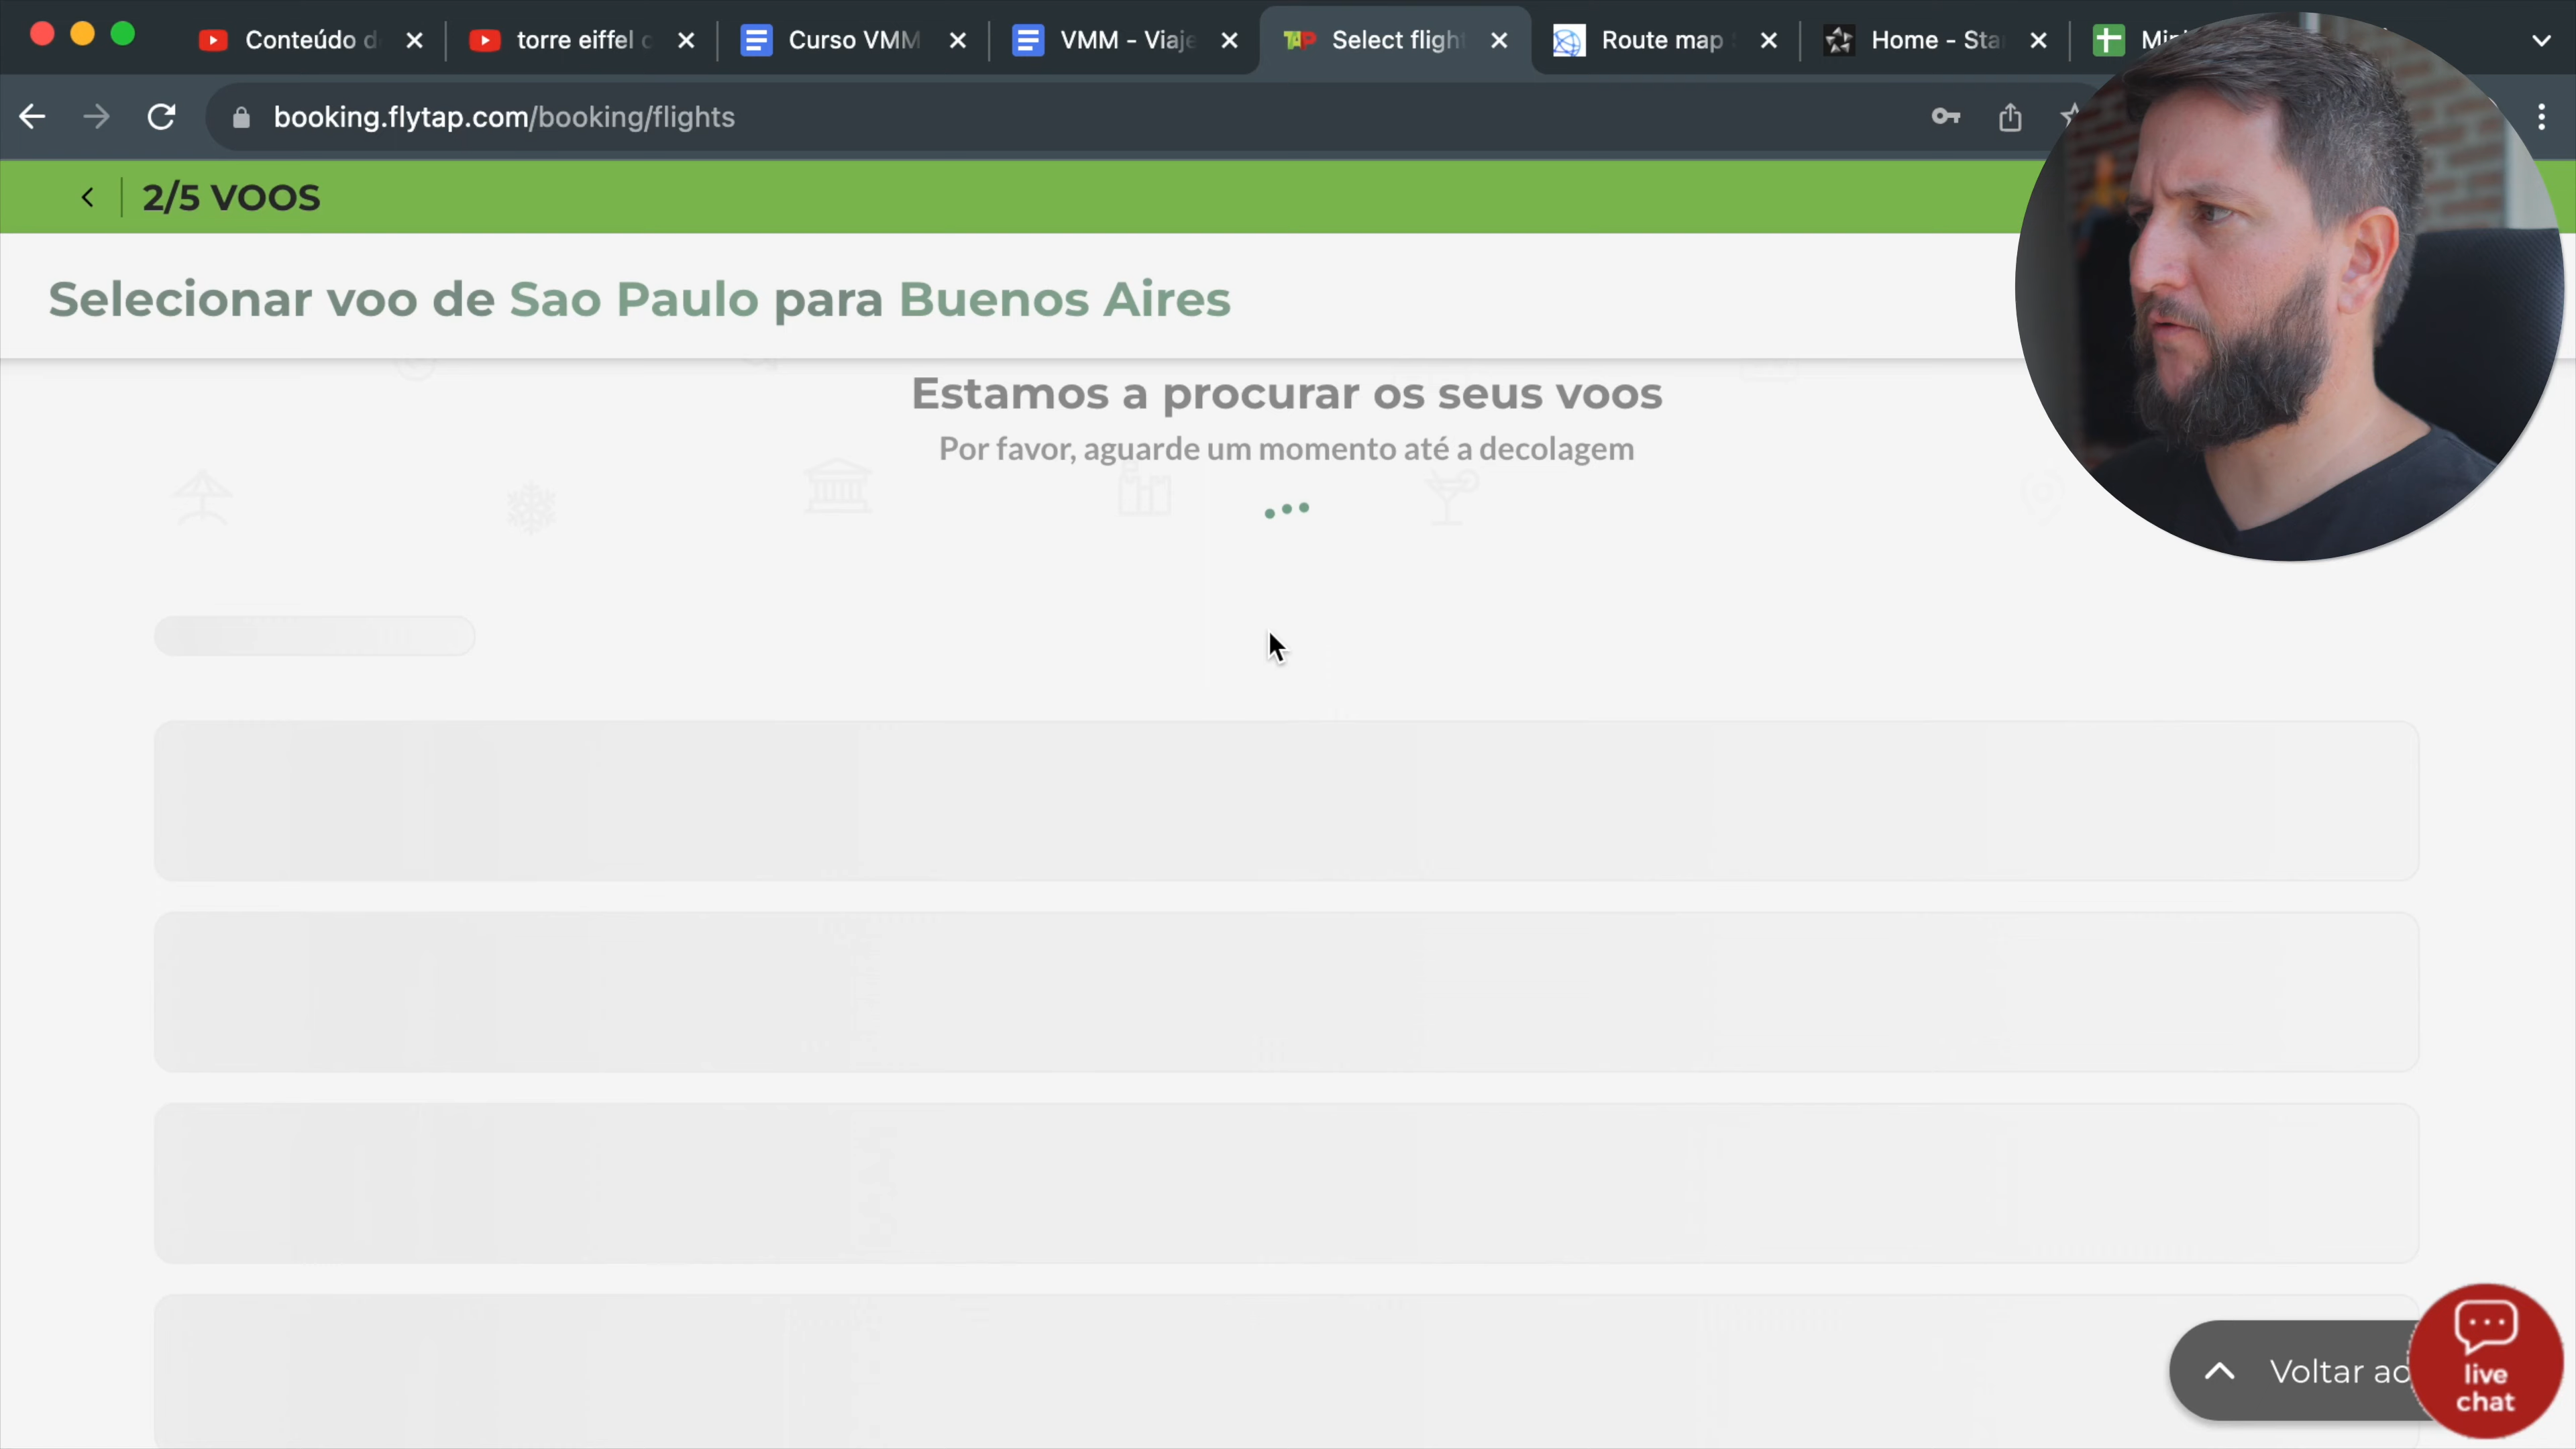 Conteúdo d
torre eiffel c
Curso VMM
VMM - Viaje
TAP
Select flight
Route map
Home - Sta
booking.flytap.com/booking/flights
2/5 VOOS
Selecionar voo de Sao Paulo para Buenos Aires
Estamos a procurar os seus voos
Por favor, aguarde um momento até a decolagem
Voltar ao
live
chat